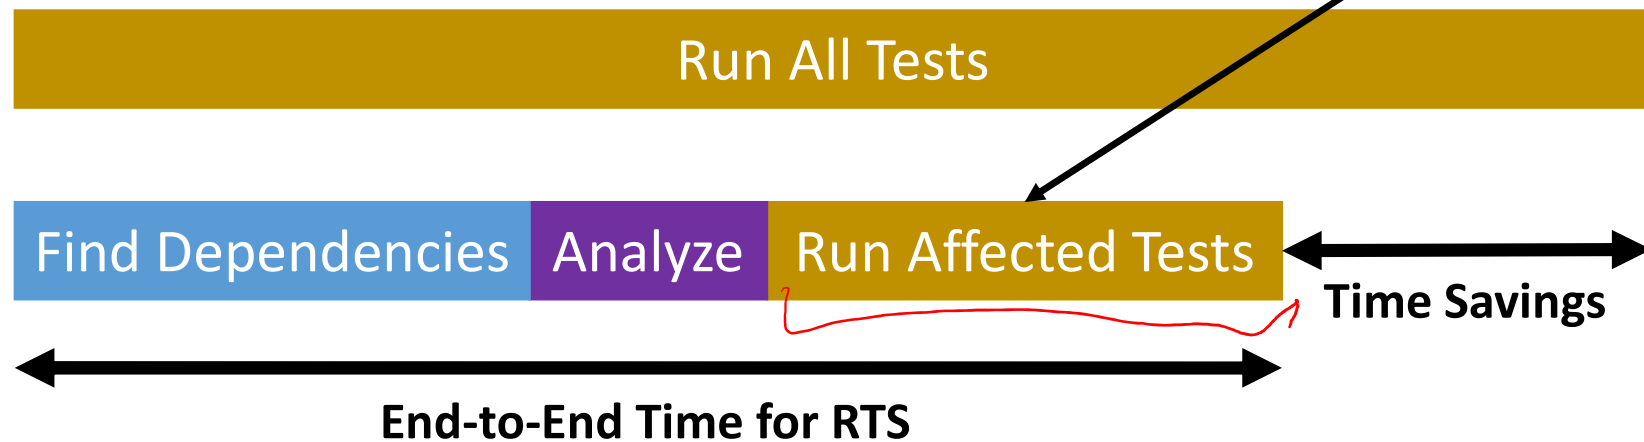 Run All Tests
Find Dependencies Analyze Run Affected Tests
Time Savings
End-to-End Time for RTS